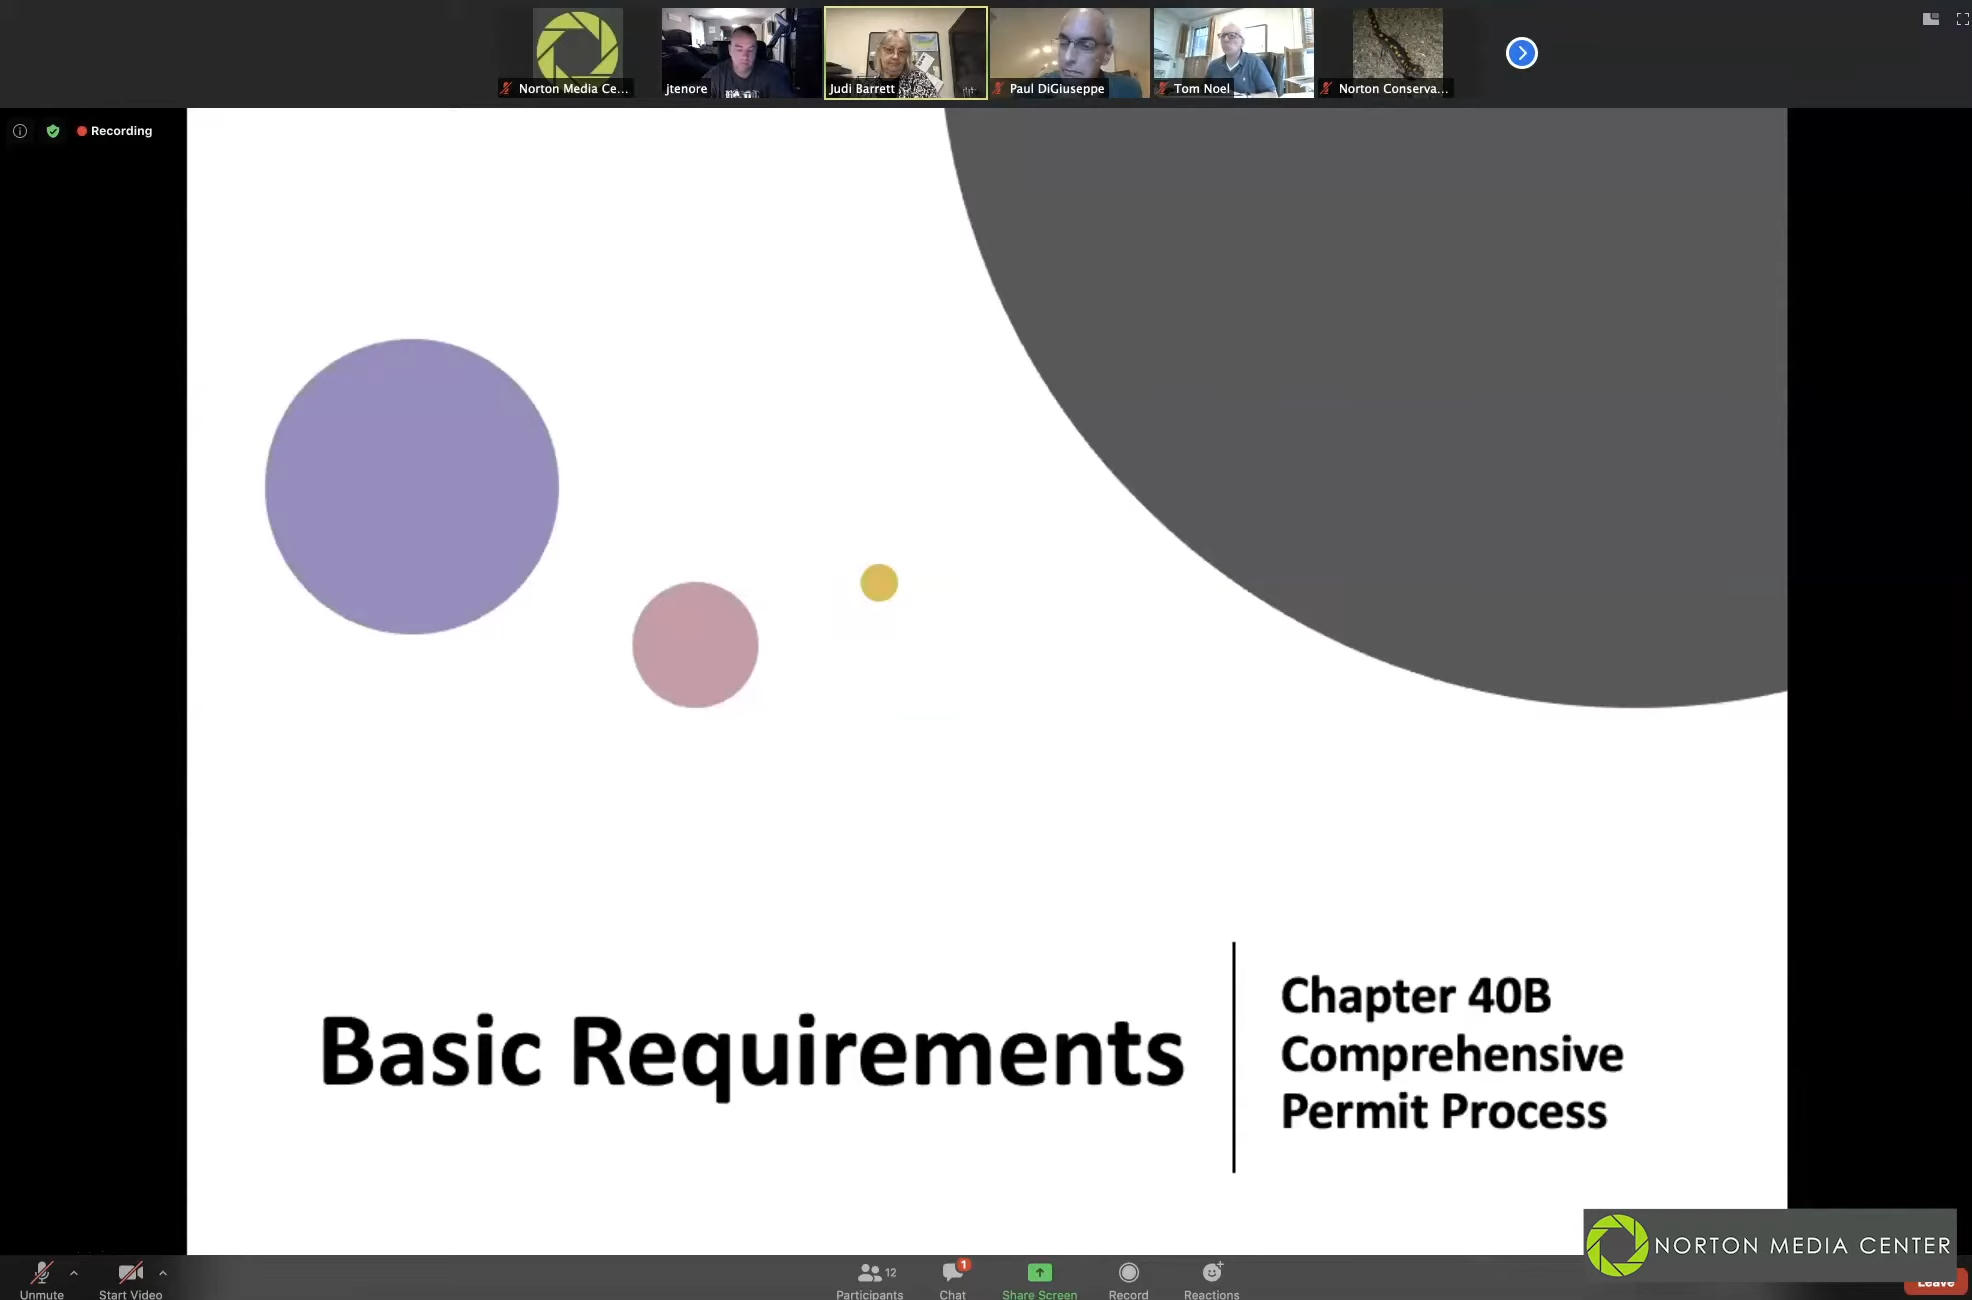 Norton Media Ce...
jtenore
Judi Barrett
Paul DiGiuseppe
Tom Noel
Norton Conserva...
Recording
Basic Requirements
Chapter 40B
Comprehensive
Permit Process
NORTON MEDIA CENTER
Unmute
Start Video
12
Participants
1
Chat
Share Screen
Record
Reactions
Leave